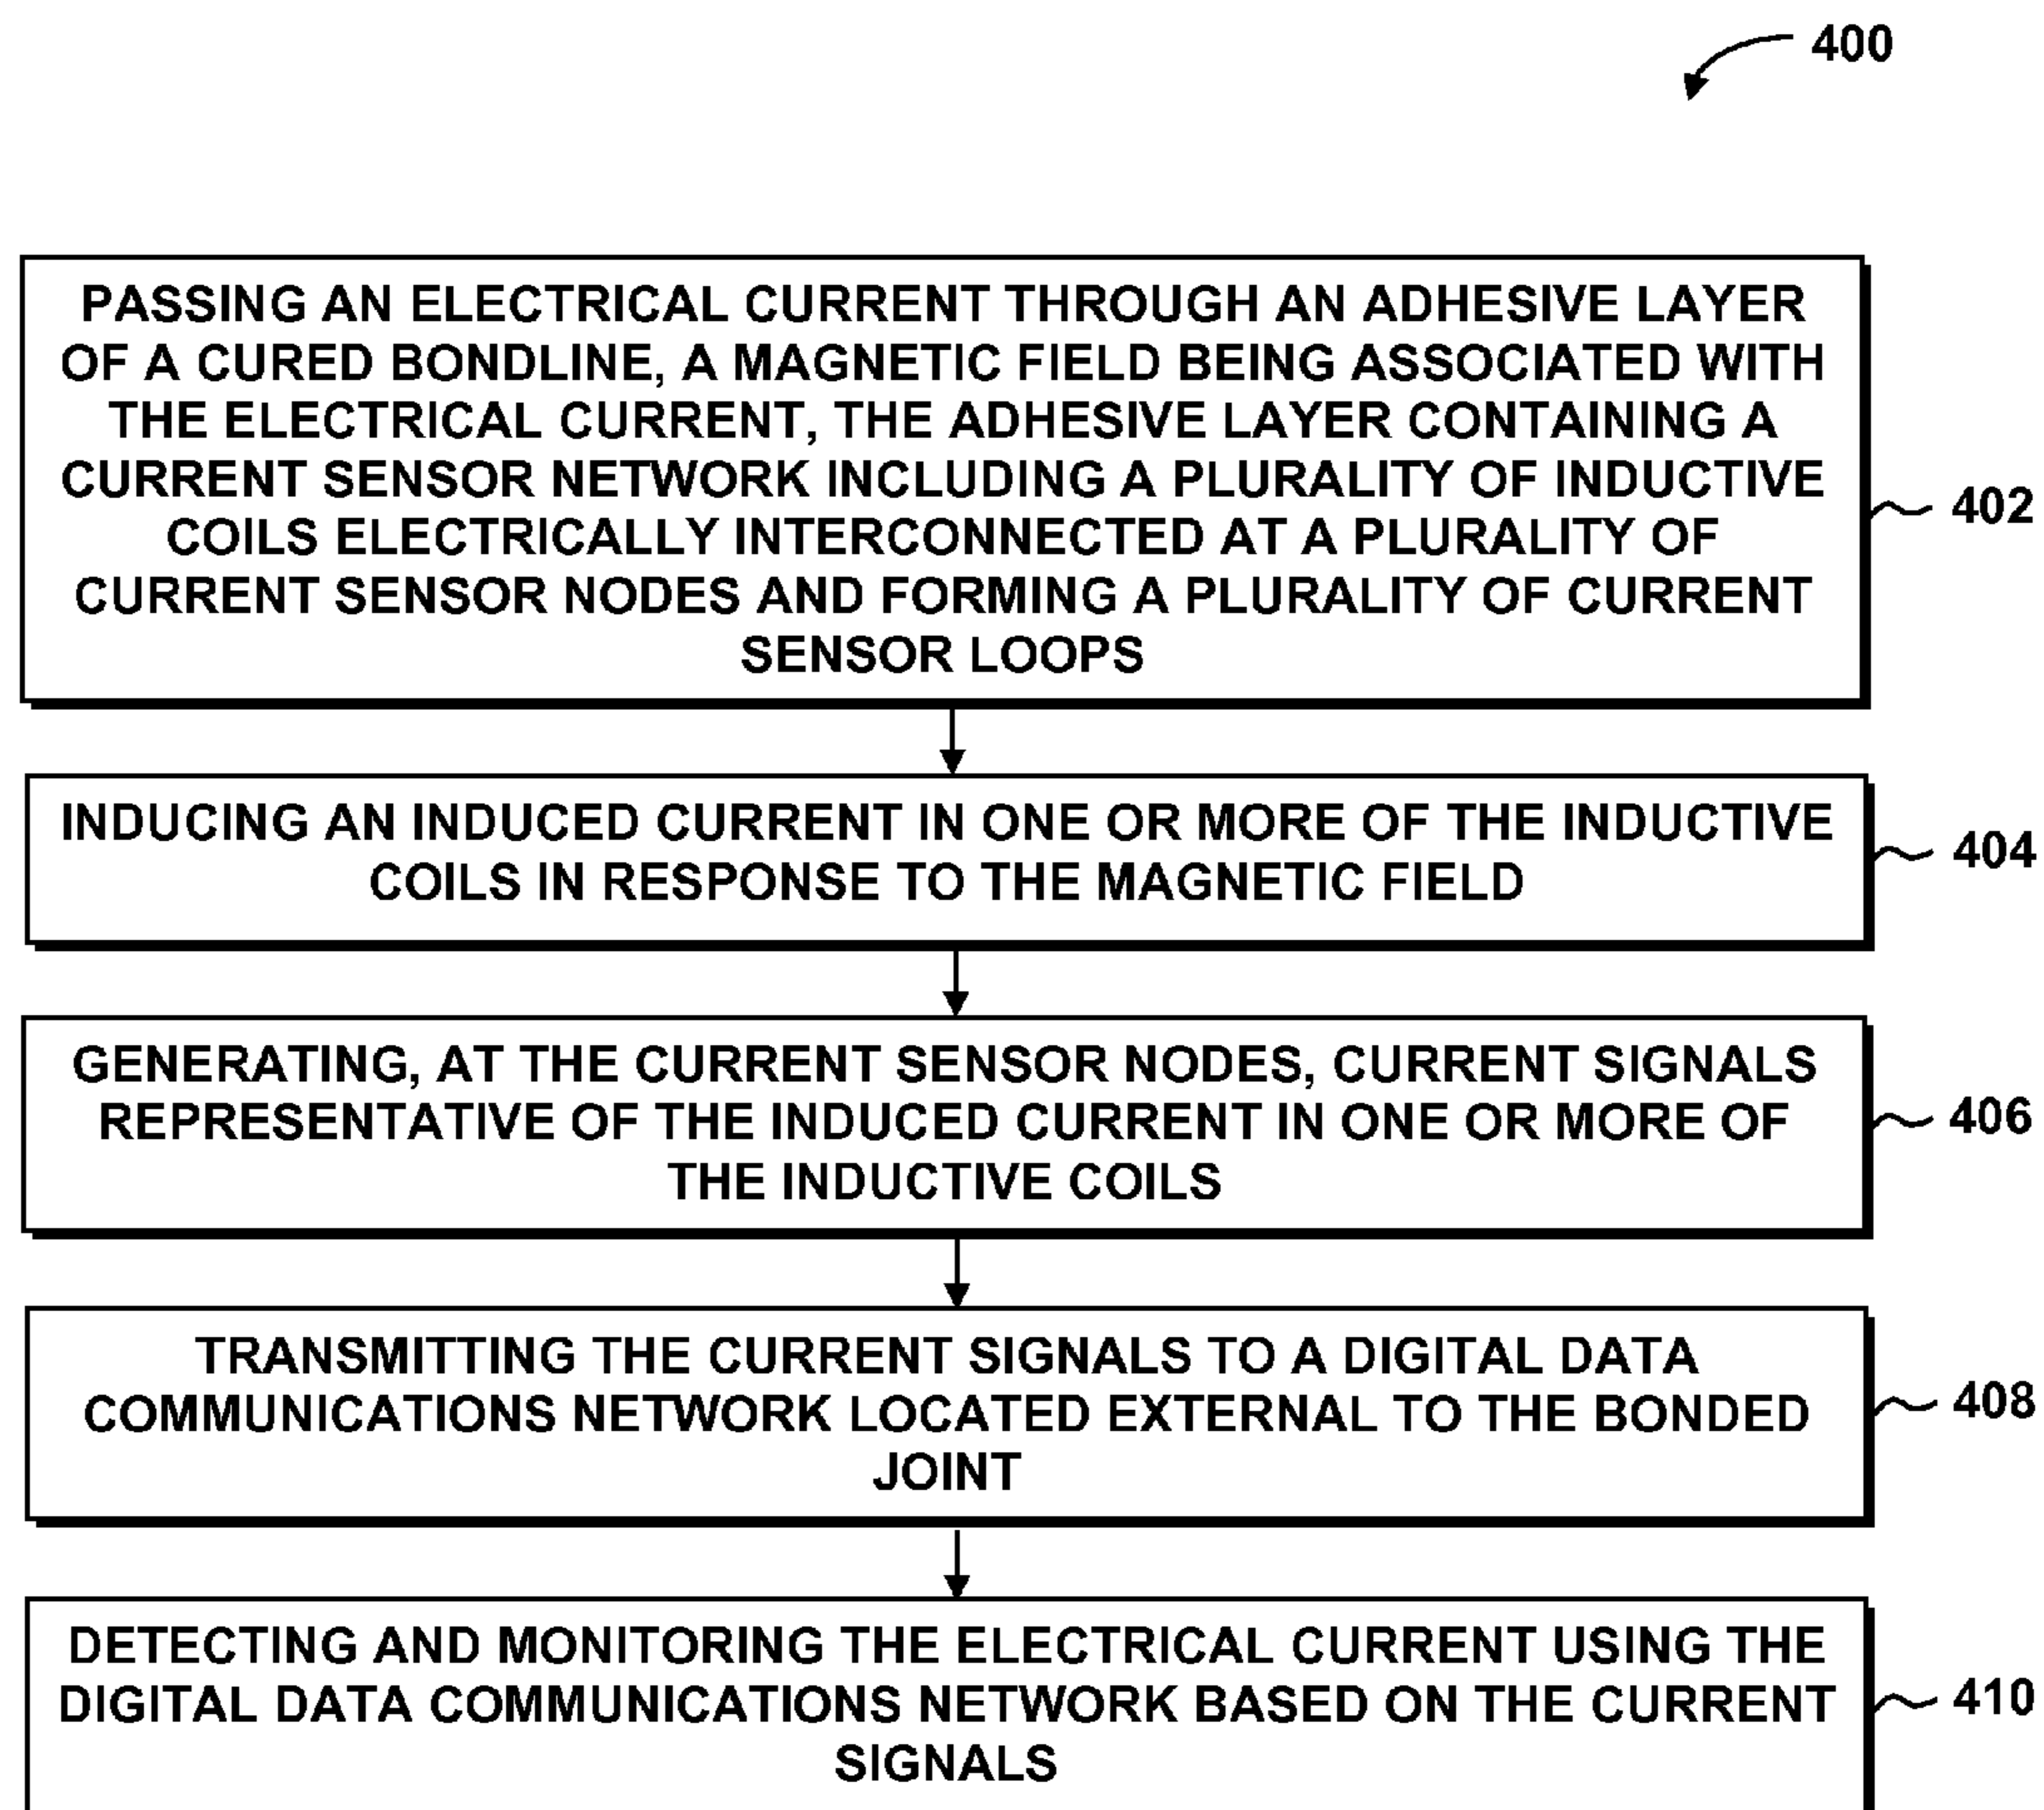 400
PASSING AN ELECTRICAL CURRENT THROUGH AN ADHESIVE LAYER
OF A CURED BONDLINE, A MAGNETIC FIELD BEING ASSOCIATED WITH
THE ELECTRICAL CURRENT, THE ADHESIVE LAYER CONTAINING A
CURRENT SENSOR NETWORK INCLUDING A PLURALITY OF INDUCTIVE
COILS ELECTRICALLY INTERCONNECTED AT A PLURALITY OF
CURRENT SENSOR NODES AND FORMING A PLURALITY OF CURRENT
SENSOR LOOPS
402
INDUCING AN INDUCED CURRENT IN ONE OR MORE OF THE INDUCTIVE
COILS IN RESPONSE TO THE MAGNETIC FIELD
404
GENERATING, AT THE CURRENT SENSOR NODES, CURRENT SIGNALS
REPRESENTATIVE OF THE INDUCED CURRENT IN ONE OR MORE OF
THE INDUCTIVE COILS
406
TRANSMITTING THE CURRENT SIGNALS TO A DIGITAL DATA
COMMUNICATIONS NETWORK LOCATED EXTERNAL TO THE BONDED
JOINT
408
DETECTING AND MONITORING THE ELECTRICAL CURRENT USING THE
DIGITAL DATA COMMUNICATIONS NETWORK BASED ON THE CURRENT
SIGNALS
410